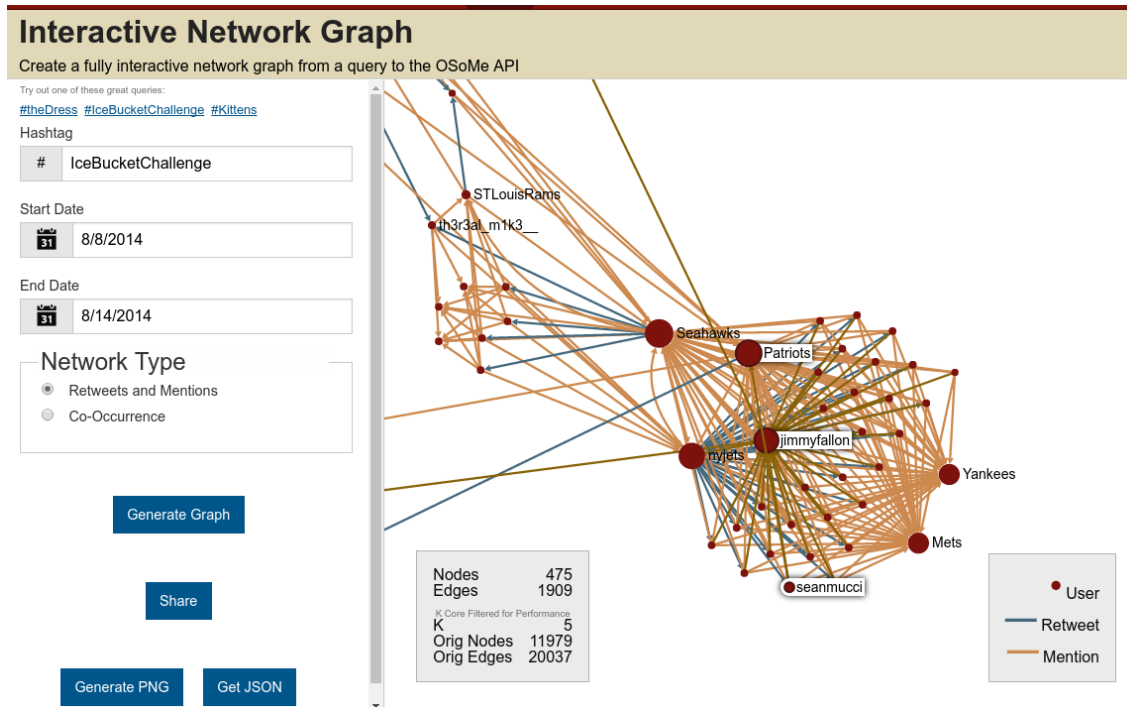 Interactive Network Graph
Create a fully interactive network graph from a query to the OSoMe API
Try out one of these great queries:
#theDress #IceBucketChallenge #Kittens
Hashtag
# IceBucketChallenge
Start Date
31 8/8/2014
End Date
31 8/14/2014
Network Type
Retweets and Mentions
Co-Occurrence
Generate Graph
Share
Generate PNG Get JSON
STLouisRams
th3r3al_m1k3__
Seahawks
Patriots
jimmyfallon
nyjets
Yankees
Mets
seanmucci
Nodes 475
Edges 1909
K Core Filtered for Performance
K 5
Orig Nodes 11979
Orig Edges 20037
User
Retweet
Mention